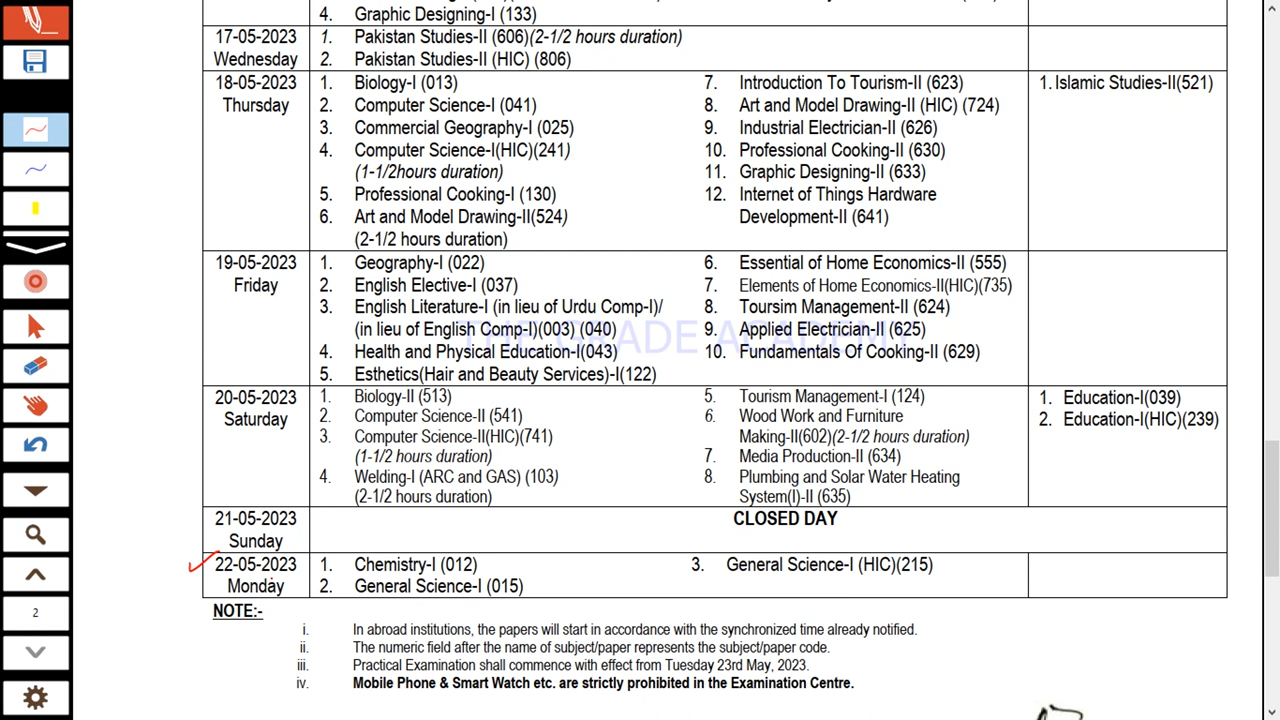 4. Graphic Designing-I (133)
17-05-2023
Wednesday
1. Pakistan Studies-II (606)(2-1/2 hours duration)
2. Pakistan Studies-II (HIC) (806)
18-05-2023
Thursday
1. Biology-I (013)
2. Computer Science-I (041)
3. Commercial Geography-I (025)
4. Computer Science-I(HIC)(241)
(1-1/2hours duration)
5. Professional Cooking-I (130)
6. Art and Model Drawing-II(524)
(2-1/2 hours duration)
7. Introduction To Tourism-II (623)
8. Art and Model Drawing-II (HIC) (724)
9. Industrial Electrician-II (626)
10. Professional Cooking-II (630)
11. Graphic Designing-II (633)
12. Internet of Things Hardware
Development-II (641)
1. Islamic Studies-II(521)
19-05-2023
Friday
1. Geography-I (022)
2. English Elective-I (037)
3. English Literature-I (in lieu of Urdu Comp-I)/
(in lieu of English Comp-I)(003) (040)
4. Health and Physical Education-I(043)
5. Esthetics(Hair and Beauty Services)-I(122)
6. Essential of Home Economics-II (555)
7. Elements of Home Economics-II(HIC)(735)
8. Toursim Management-II (624)
9. Applied Electrician-II (625)
10. Fundamentals Of Cooking-II (629)
THE GRADE ACADEMY
20-05-2023
Saturday
1. Biology-II (513)
2. Computer Science-II (541)
3. Computer Science-II(HIC)(741)
(1-1/2 hours duration)
4. Welding-I (ARC and GAS) (103)
(2-1/2 hours duration)
5. Tourism Management-I (124)
6. Wood Work and Furniture
Making-II(602)(2-1/2 hours duration)
7. Media Production-II (634)
8. Plumbing and Solar Water Heating
System(I)-II (635)
1. Education-I(039)
2. Education-I(HIC)(239)
21-05-2023
Sunday
CLOSED DAY
22-05-2023
Monday
1. Chemistry-I (012)
2. General Science-I (015)
3. General Science-I (HIC)(215)
NOTE:-
i. In abroad institutions, the papers will start in accordance with the synchronized time already notified.
ii. The numeric field after the name of subject/paper represents the subject/paper code.
iii. Practical Examination shall commence with effect from Tuesday 23rd May, 2023.
iv. Mobile Phone & Smart Watch etc. are strictly prohibited in the Examination Centre.
2